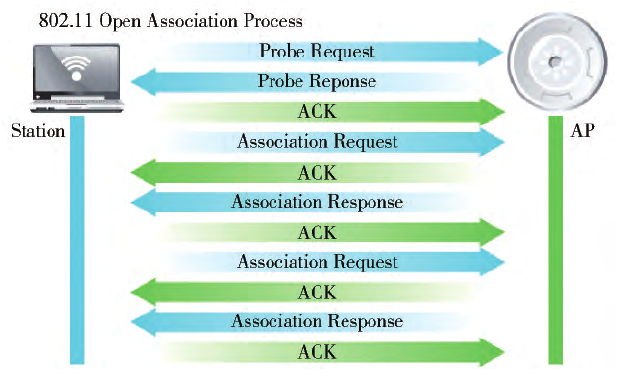 802.11 Open Association Process
Probe Request
Probe Reponse
ACK
Station
AP
Association Request
ACK
Association Response
ACK
Association Request
ACK
Association Response
ACK